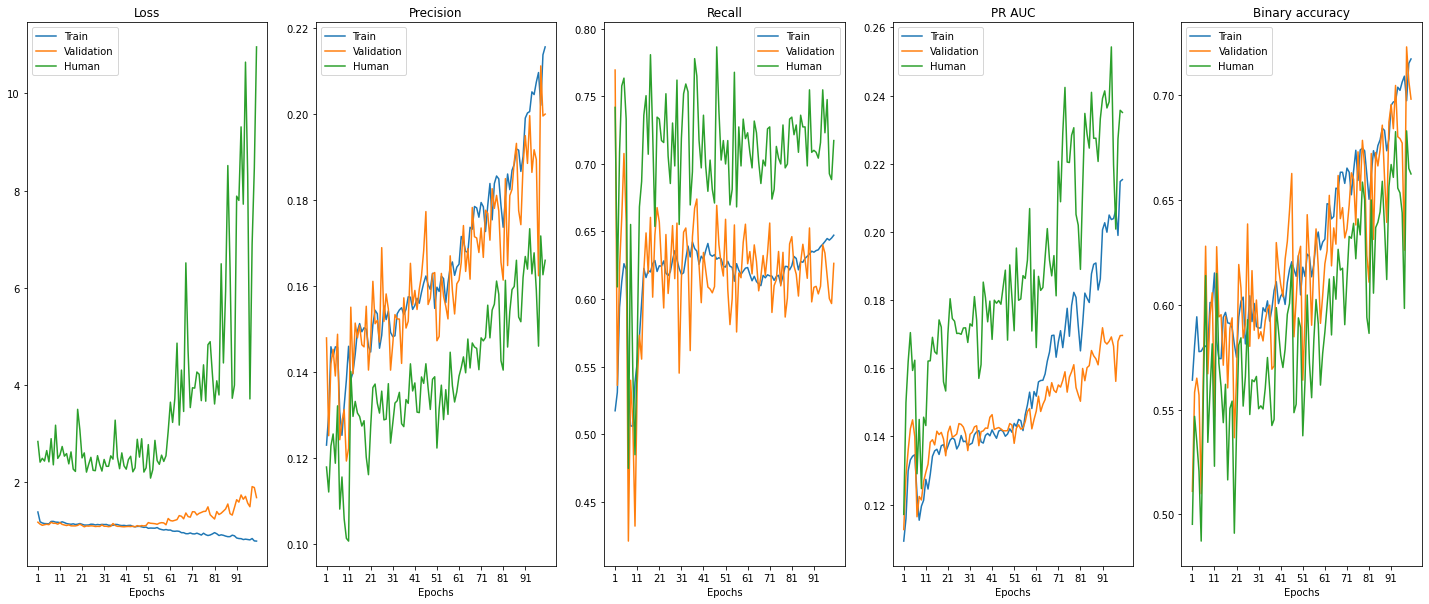 Loss
Train
Validation
Human
10
8
6
4
2
1 11 21 31 41 51 61 71 81 91
Epochs
Precision
Train
Validation
Human
0.22
0.20
0.18
0.16
0.14
0.12
0.10
1 11 21 31 41 51 61 71 81 91
Epochs
Recall
Train
Validation
Human
0.80
0.75
0.70
0.65
0.60
0.55
0.50
0.45
1 11 21 31 41 51 61 71 81 91
Epochs
PR AUC
Train
Validation
Human
0.26
0.24
0.22
0.20
0.18
0.16
0.14
0.12
1 11 21 31 41 51 61 71 81 91
Epochs
Binary accuracy
Train
Validation
Human
0.70
0.65
0.60
0.55
0.50
1 11 21 31 41 51 61 71 81 91
Epochs